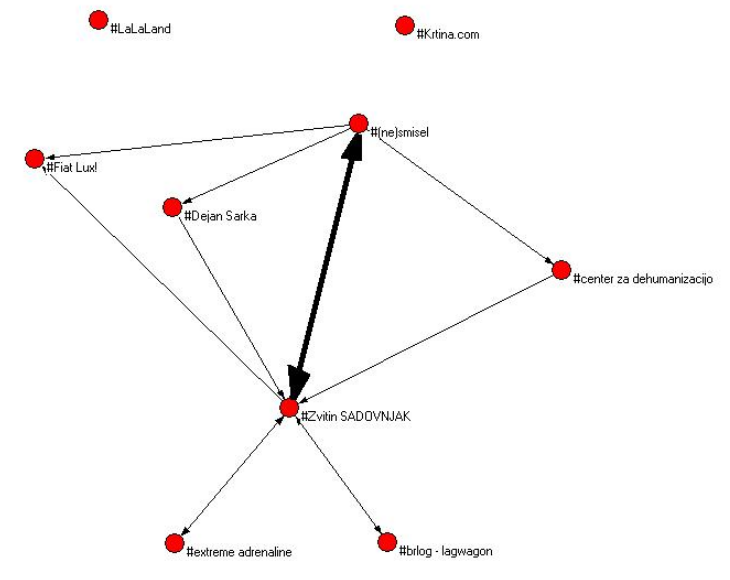 #LaLaLand
#Krtina.com
#(ne)smisel
#Fiat Lux!
#Dejan Sarka
#center za dehumanizacijo
#Zvitin SADOVNJAK
#extreme adrenaline
#brlog - lagwagon